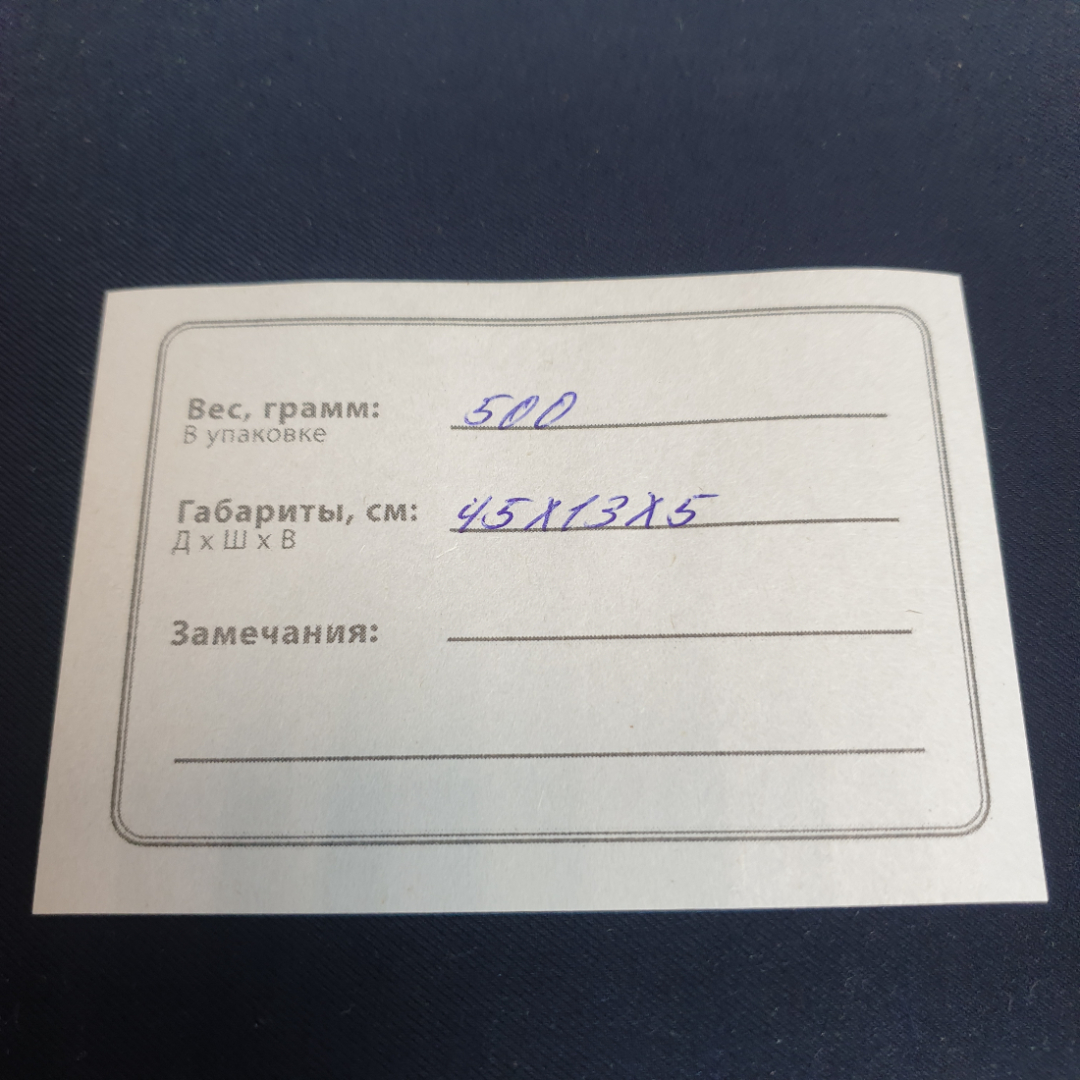 Вес, грамм: 500
В упаковке
Габариты, см: 45х13х5
Д х Ш х В
Замечания: